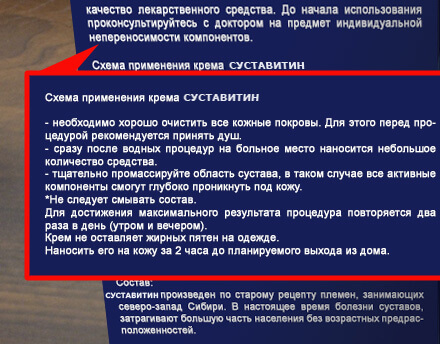 качество лекарственного средства. До начала использования
проконсультируйтесь с доктором на предмет индивидуальной
непереносимости компонентов.
Схема применения крема СУСТАВИТИН
Схема применения крема СУСТАВИТИН
- необходимо хорошо очистить все кожные покровы. Для этого перед про-
цедурой рекомендуется принять душ.
- сразу после водных процедур на больное место наносится небольшое
количество средства.
- тщательно промассируйте область сустава, в таком случае все активные
компоненты смогут глубоко проникнуть под кожу.
*Не следует смывать состав.
Для достижения максимального результата процедура повторяется два
раза в день (утром и вечером).
Крем не оставляет жирных пятен на одежде.
Наносить его на кожу за 2 часа до планируемого выхода из дома.
Состав:
СУСТАВИТИН произведен по старому рецепту племен, занимающих
северо-запад Сибири. В настоящее время болезни суставов,
затрагивают большую часть населения без возрастных предрас-
положенностей.